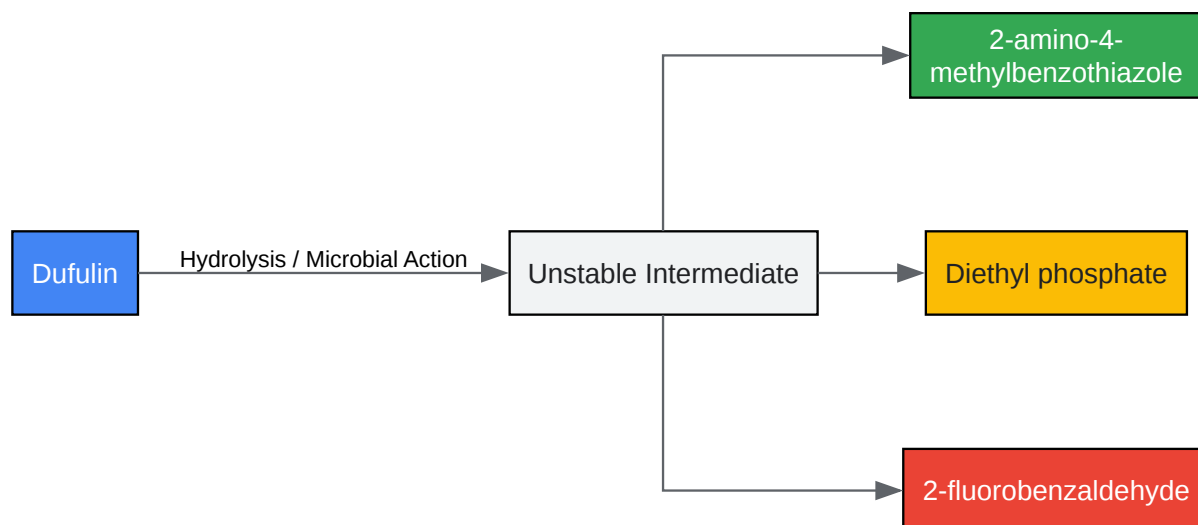 2-amino-4-
methylbenzothiazole
Dufulin
Hydrolysis / Microbial Action
Unstable Intermediate
Diethyl phosphate
2-fluorobenzaldehyde